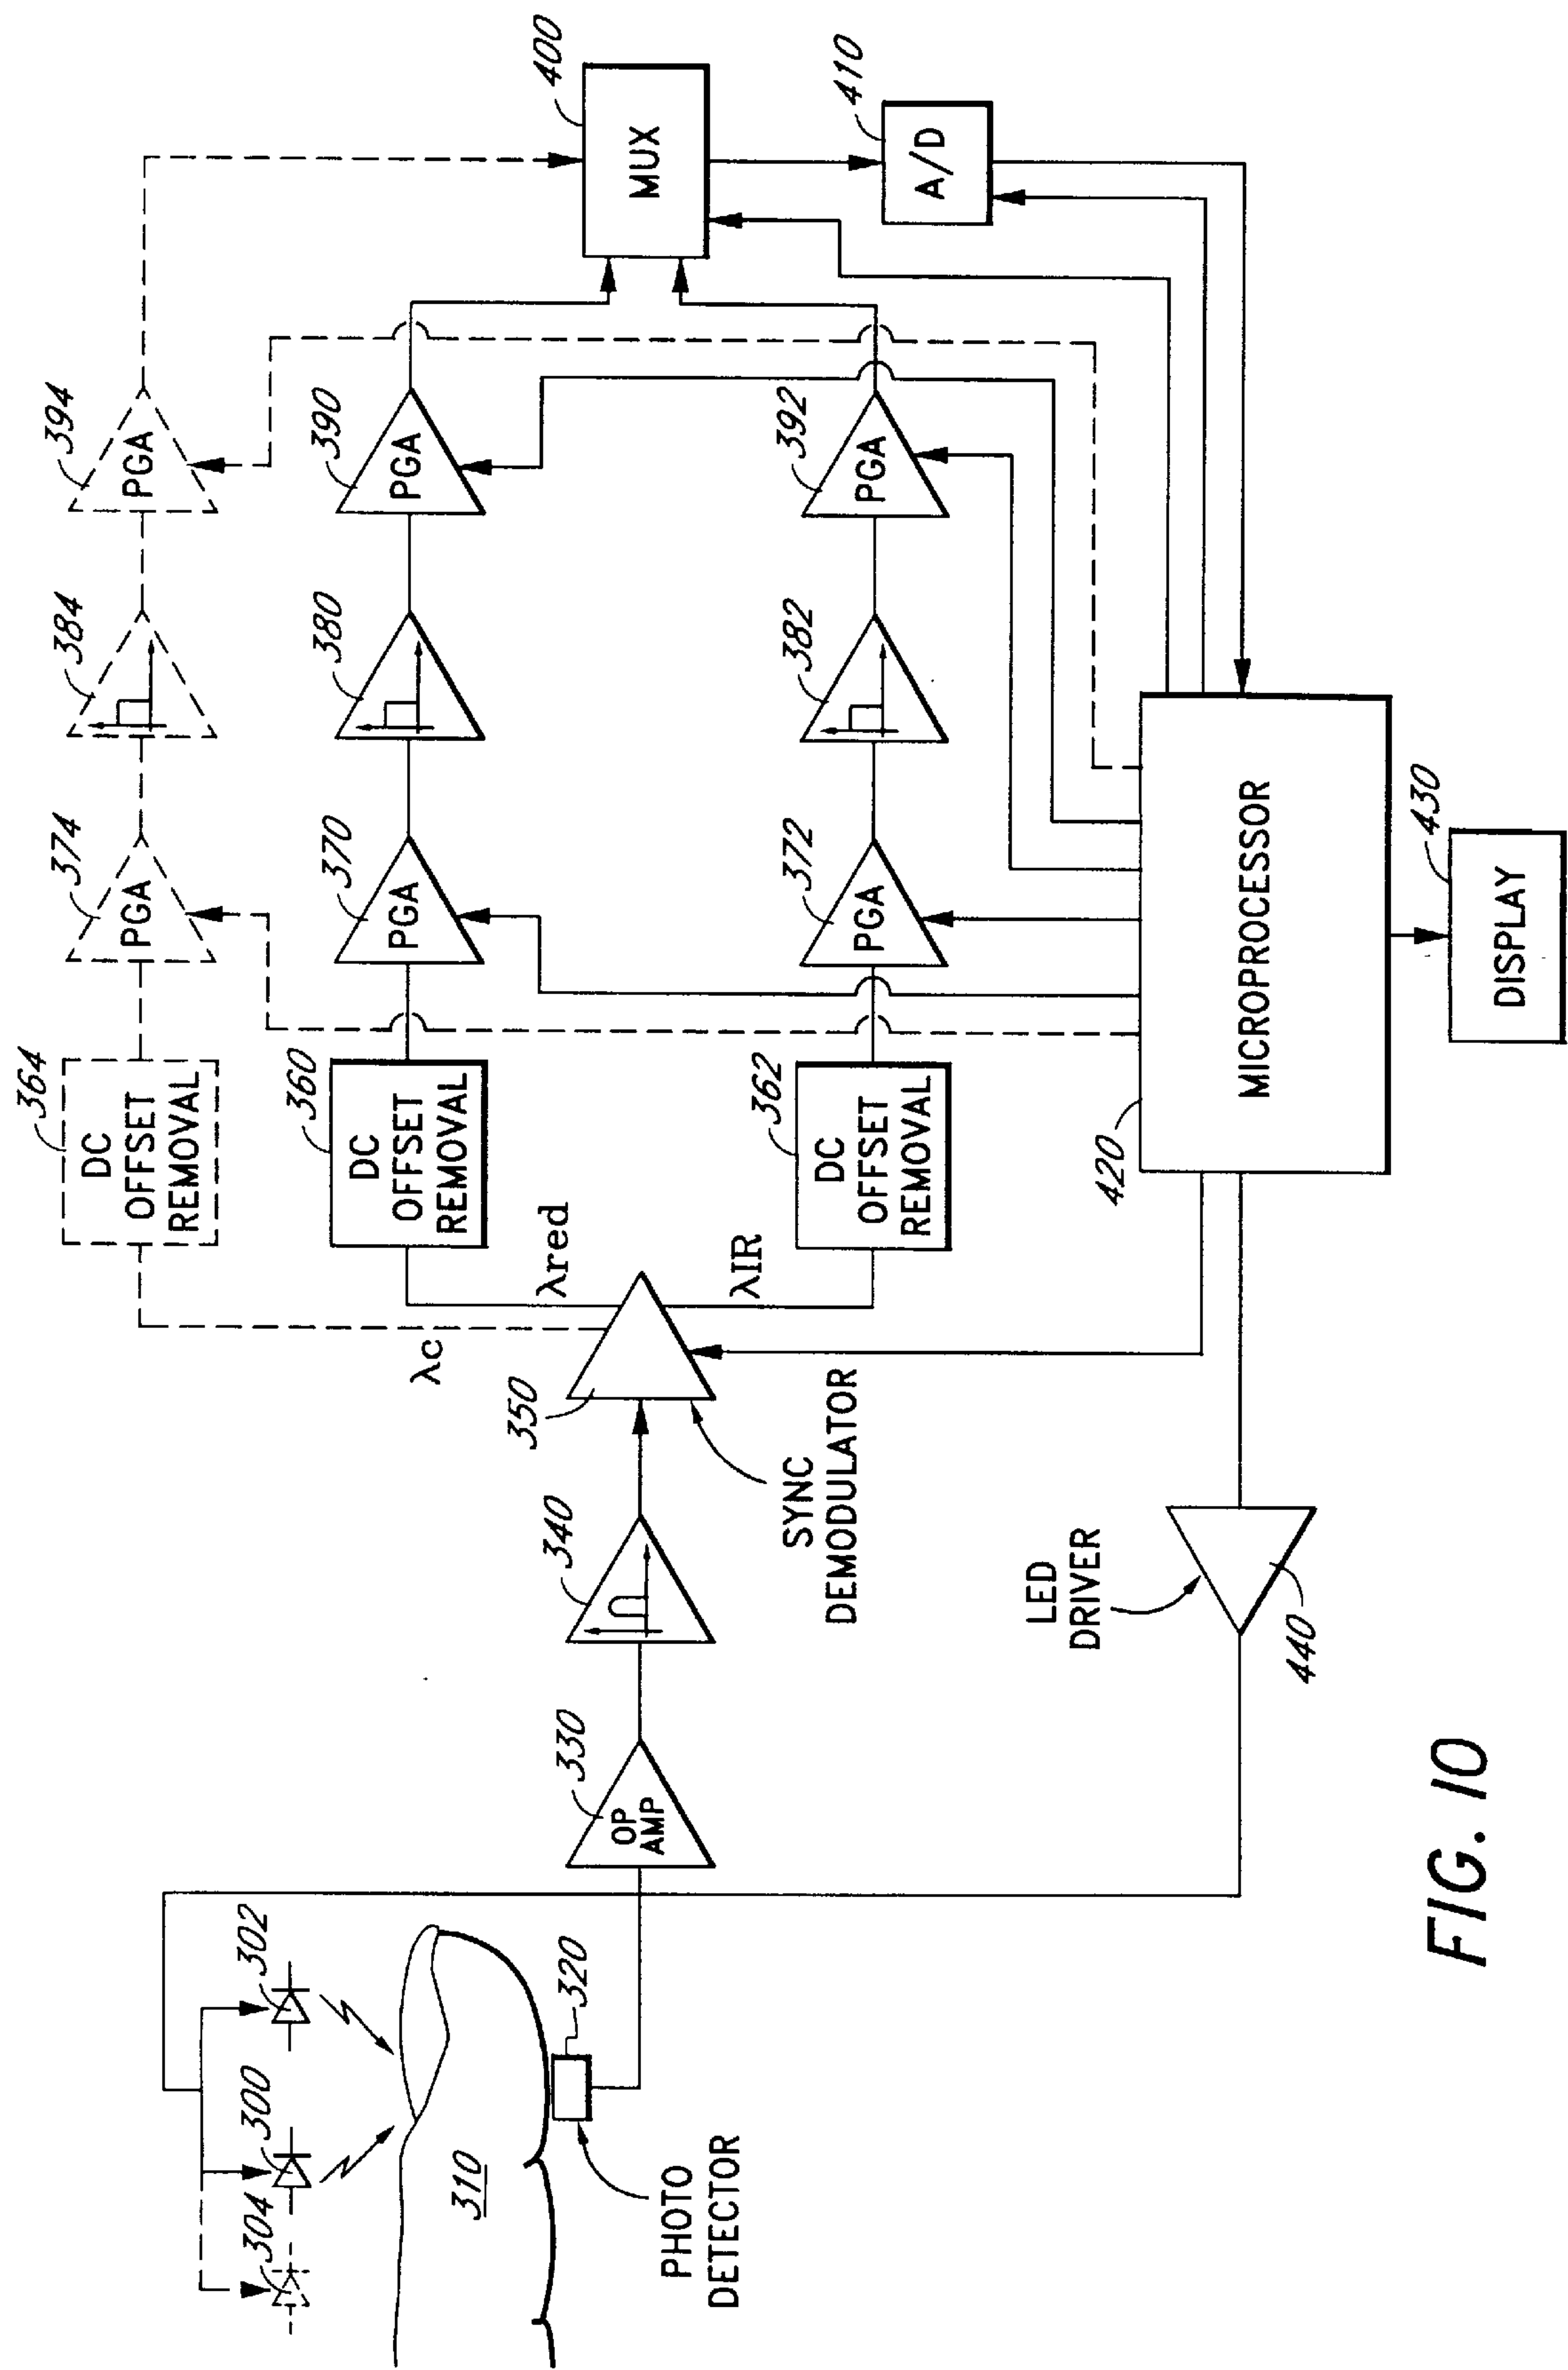 304
300
302
310
320
PHOTO
DETECTOR
330
OP
AMP
340
350
SYNC
DEMODULATOR
LED
DRIVER
440
λc
λred
λIR
364
DC
OFFSET
REMOVAL
374
PGA
384
394
PGA
360
DC
OFFSET
REMOVAL
370
PGA
380
390
PGA
362
DC
OFFSET
REMOVAL
372
PGA
382
392
PGA
400
MUX
410
A/D
420
MICROPROCESSOR
430
DISPLAY
FIG. 10